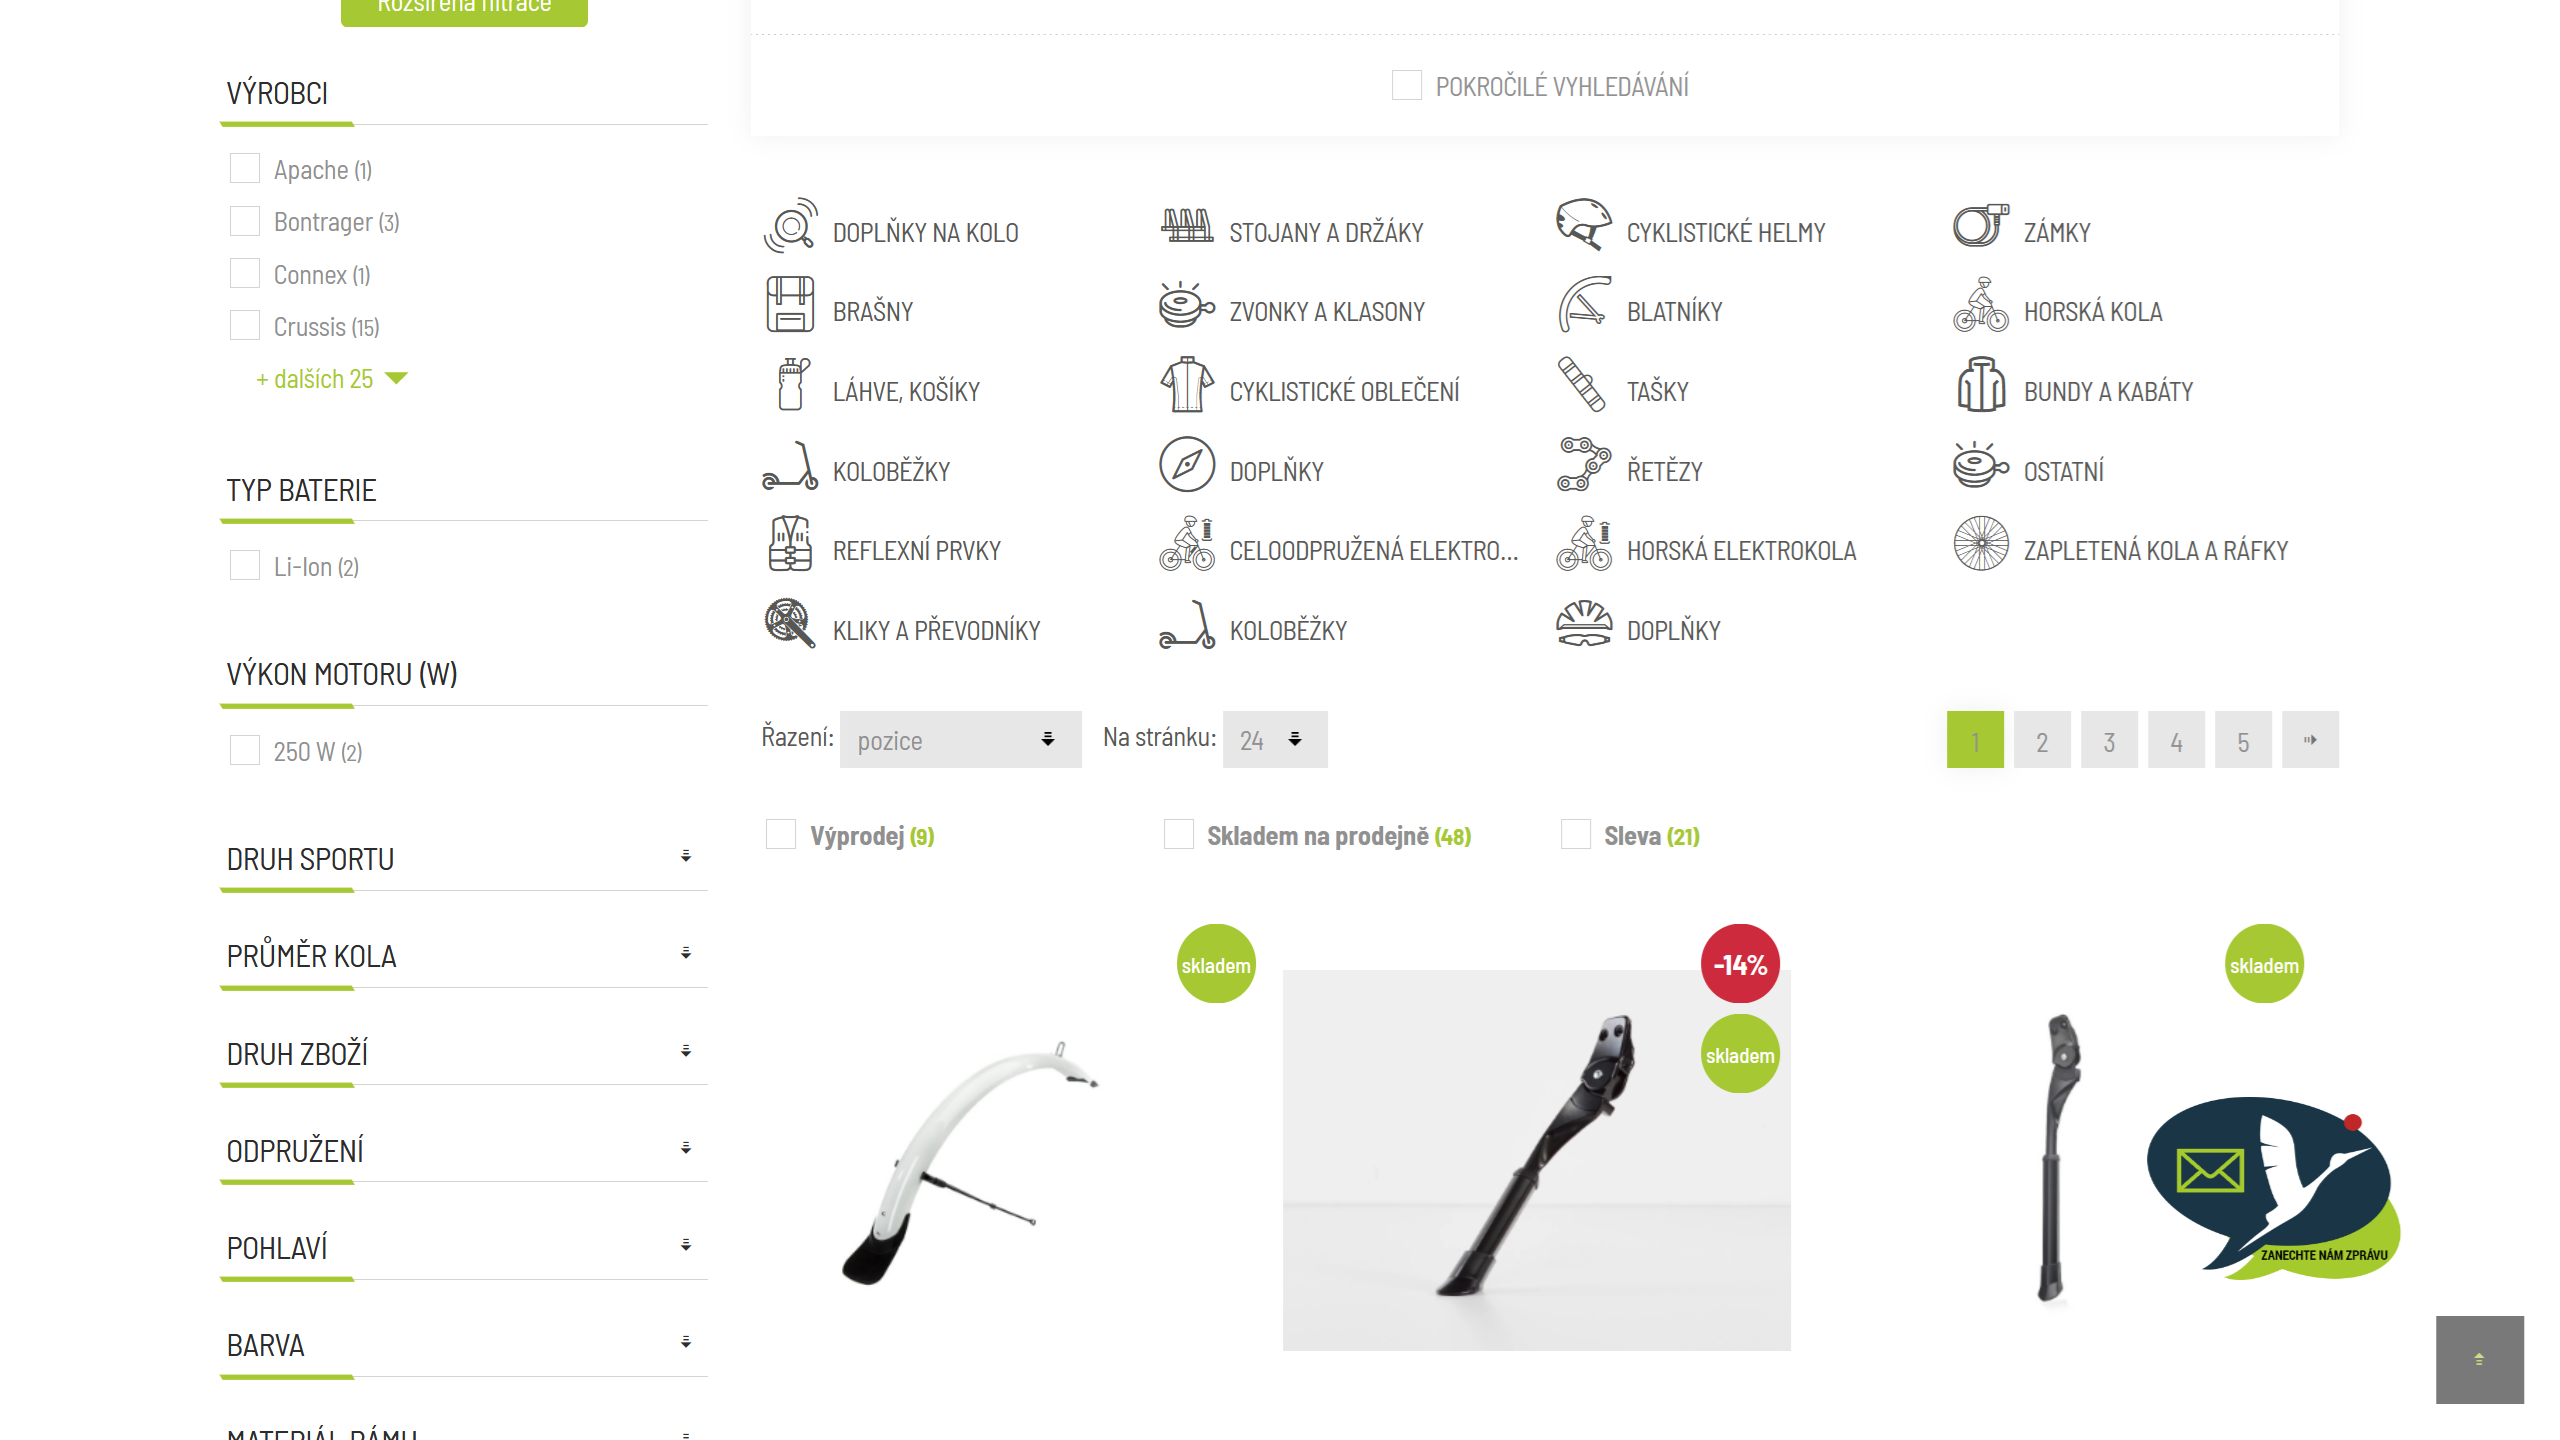 Rozšířená filtrace
VÝROBCI
Apache (1)
Bontrager (3)
Connex (1)
Crussis (15)
+ dalších 25
TYP BATERIE
Li-Ion (2)
VÝKON MOTORU (W)
250 W (2)
DRUH SPORTU
PRŮMĚR KOLA
DRUH ZBOŽÍ
ODPRUŽENÍ
POHLAVÍ
BARVA
MATERIÁL RÁMU
POKROČILÉ VYHLEDÁVÁNÍ
DOPLŇKY NA KOLO
STOJANY A DRŽÁKY
CYKLISTICKÉ HELMY
ZÁMKY
BRAŠNY
ZVONKY A KLASONY
BLATNÍKY
HORSKÁ KOLA
LÁHVE, KOŠÍKY
CYKLISTICKÉ OBLEČENÍ
TAŠKY
BUNDY A KABÁTY
KOLOBĚŽKY
DOPLŇKY
ŘETĚZY
OSTATNÍ
REFLEXNÍ PRVKY
CELOODPRUŽENÁ ELEKTRO...
HORSKÁ ELEKTROKOLA
ZAPLETENÁ KOLA A RÁFKY
KLIKY A PŘEVODNÍKY
KOLOBĚŽKY
DOPLŇKY
Řazení: pozice Na stránku: 24
1 2 3 4 5
Výprodej (9)
Skladem na prodejně (48)
Sleva (21)
skladem
-14%
skladem
skladem
ZANECHTE NÁM ZPRÁVU